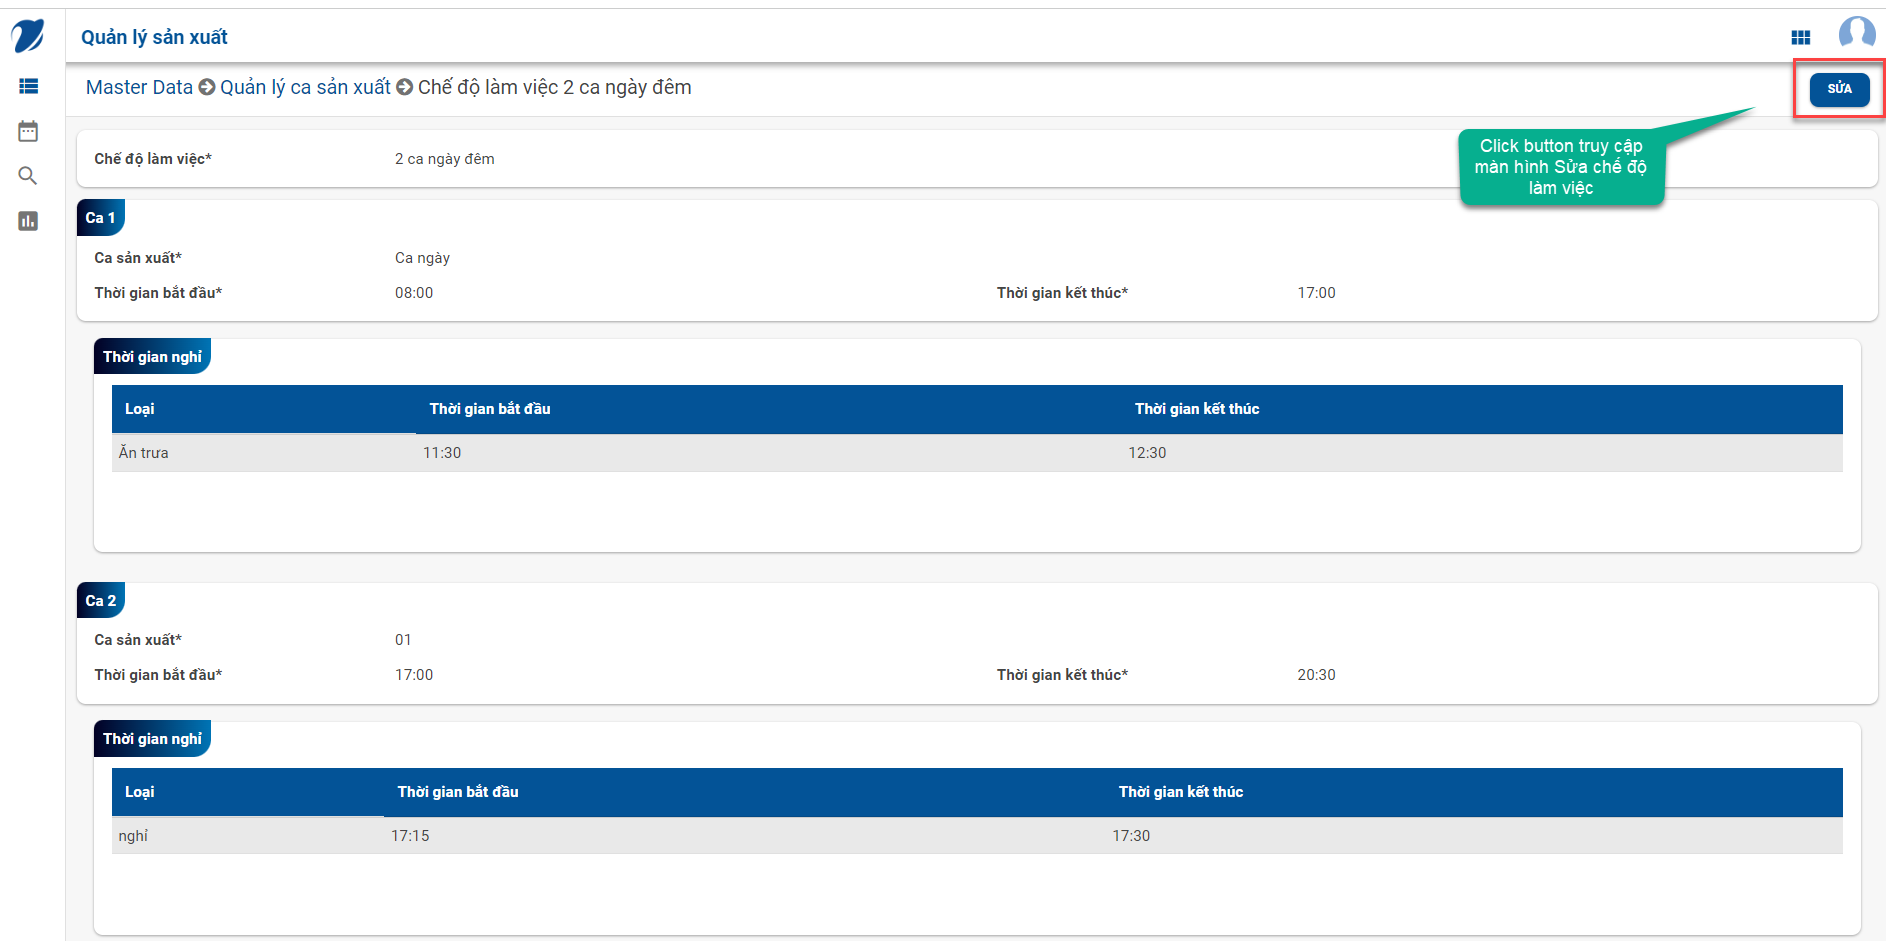 Quản lý sản xuất
Master Data Quản lý ca sản xuất Chế độ làm việc 2 ca ngày đêm
SỬA
Click button truy cập
màn hình Sửa chế độ
làm việc
Chế độ làm việc* 2 ca ngày đêm
Ca 1
Ca sản xuất* Ca ngày
Thời gian bắt đầu* 08:00 Thời gian kết thúc* 17:00
Thời gian nghỉ
Loại Thời gian bắt đầu Thời gian kết thúc
Ăn trưa 11:30 12:30
Ca 2
Ca sản xuất* 01
Thời gian bắt đầu* 17:00 Thời gian kết thúc* 20:30
Thời gian nghỉ
Loại Thời gian bắt đầu Thời gian kết thúc
nghỉ 17:15 17:30